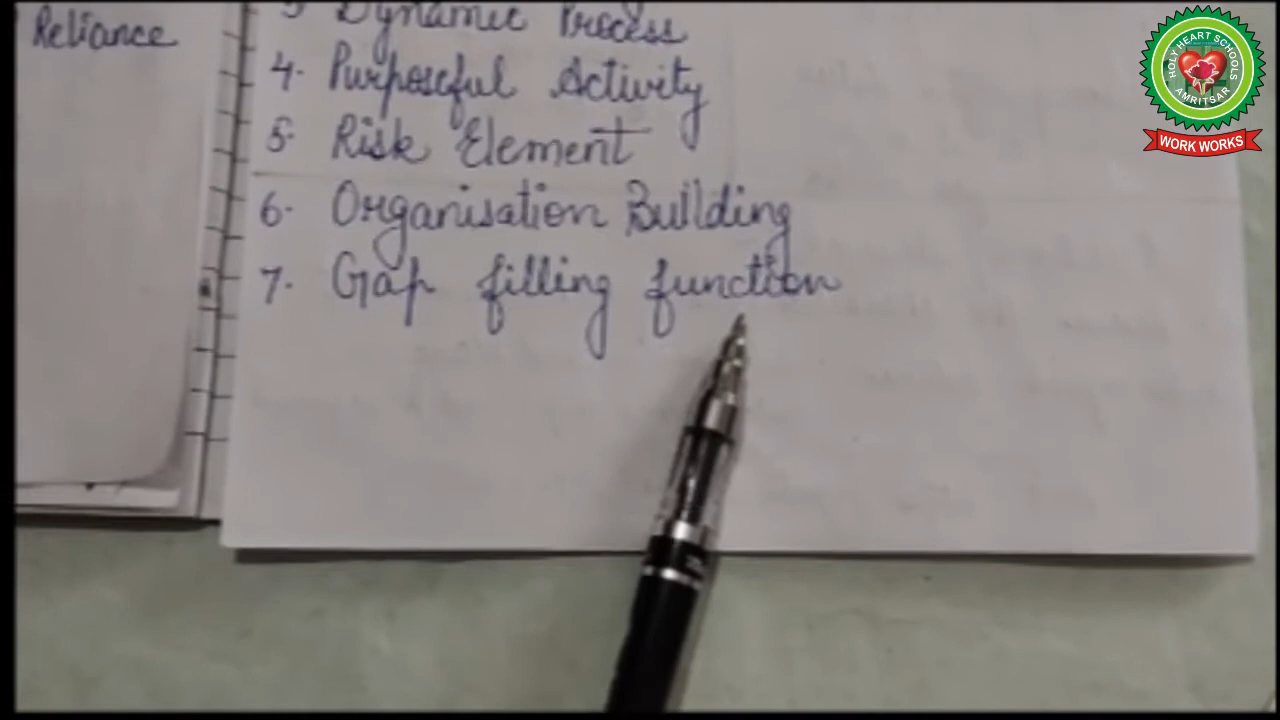 Reliance
3 Dynamic Process
4. Purposeful Activity
5. Risk Element
6. Organisation Building
7. Gap filling function
HOLY HEART SCHOOLS
AMRITSAR
WORK WORKS